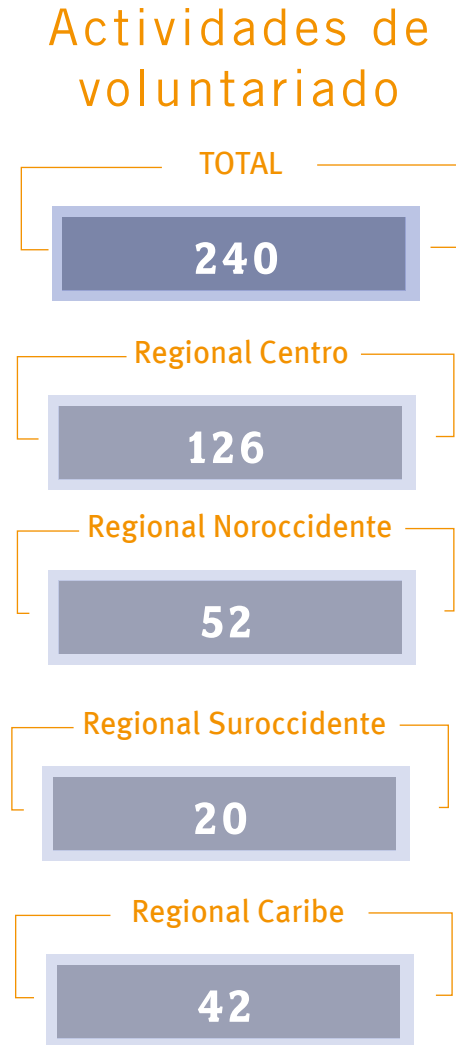 Actividades de
voluntariado
TOTAL
240
Regional Centro
126
Regional Noroccidente
52
Regional Suroccidente
20
Regional Caribe
42